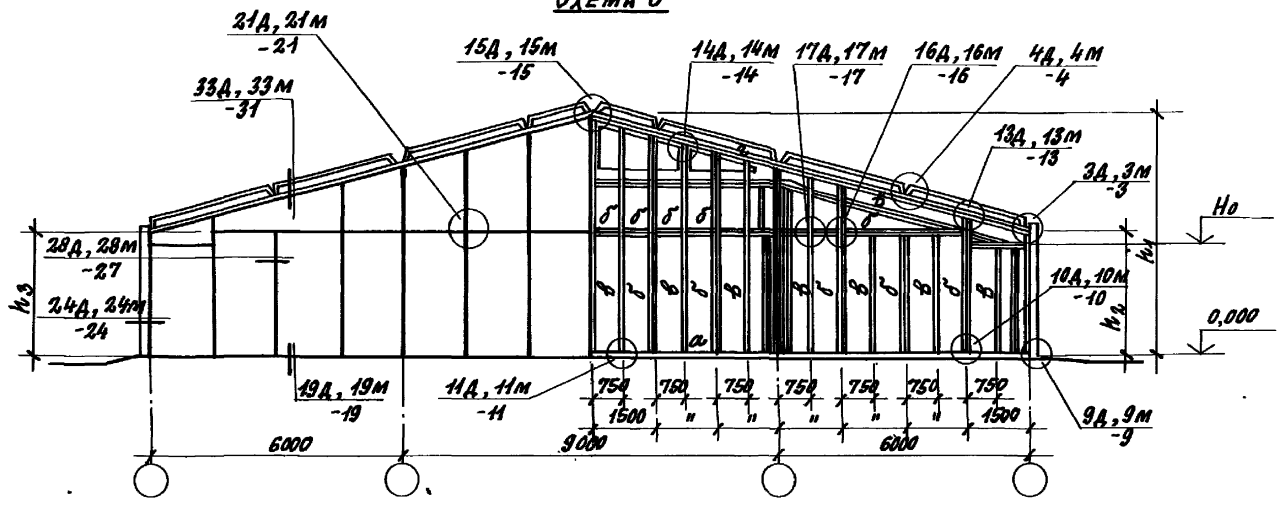 СХЕМА 6
21Д, 21М
-21
15Д, 15М
-15
14Д, 14М
-14
17Д, 17М
-17
16Д, 16М
-16
4Д, 4М
-4
33Д, 33М
-31
13Д, 13М
-13
3Д, 3М
-3
г
в
Н0
б б б б б
28Д, 28М
-27
h1
h3
24Д, 24М
-24
в б в б в б в б б в
10Д, 10М
-10
h2
0,000
а
19Д, 19М
-19
11Д, 11М
-11
750 750 750 750 750 750 750
1500 " " " " " 1500
9Д, 9М
-9
6000 9000 6000